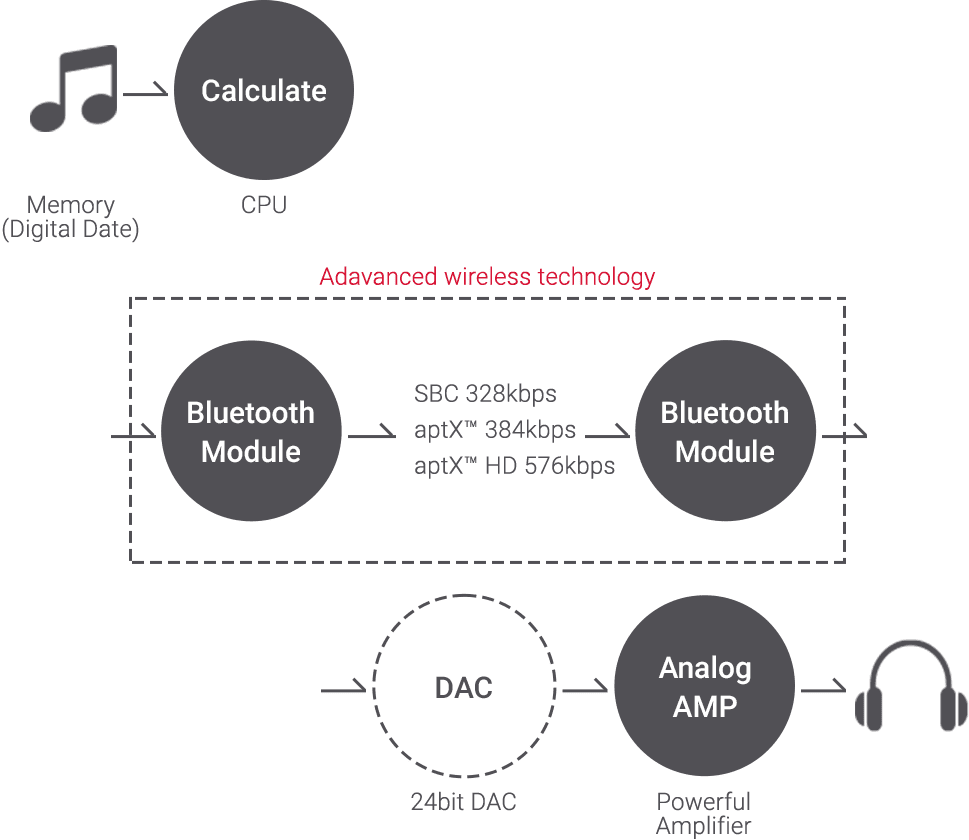 Calculate
Memory
(Digital Date)
CPU
Adavanced wireless technology
Bluetooth
Module
SBC 328kbps
aptX™ 384kbps
aptX™ HD 576kbps
Bluetooth
Module
DAC
Analog
AMP
24bit DAC
Powerful
Amplifier